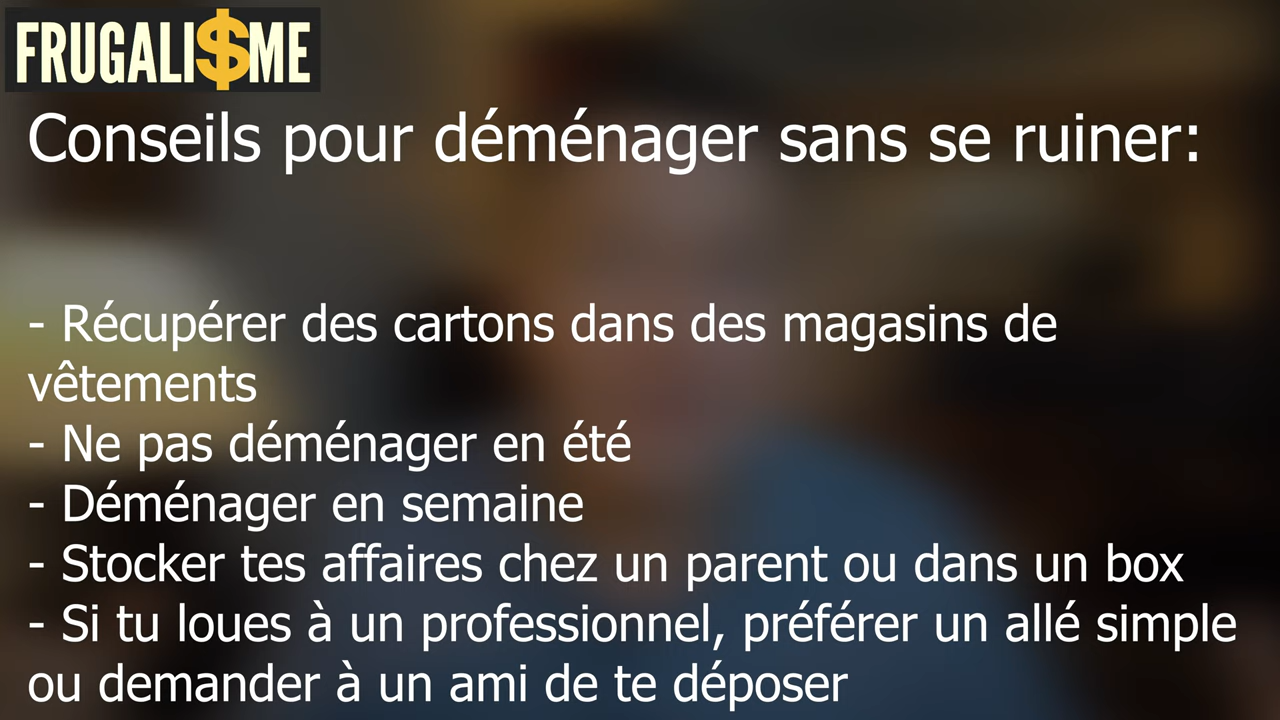 FRUGALI$ME
Conseils pour déménager sans se ruiner:
- Récupérer des cartons dans des magasins de
vêtements
- Ne pas déménager en été
- Déménager en semaine
- Stocker tes affaires chez un parent ou dans un box
- Si tu loues à un professionnel, préférer un allé simple
ou demander à un ami de te déposer